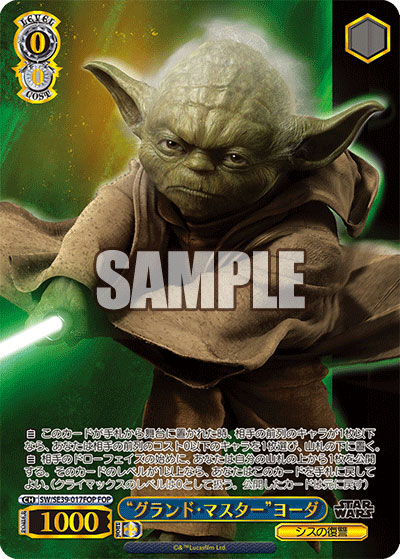 LEVEL
0
0
COST
SAMPLE
自 このカードが手札から舞台に置かれた時、相手の前列のキャラが1枚以下
なら、あなたは相手の前列のコスト0以下のキャラを1枚選び、山札の下に置く。
自 相手のドローフェイズの始めに、あなたは自分の山札の上から1枚を公開
する。そのカードのレベルが1以上なら、あなたはこのカードを手札に戻して
よい。(クライマックスのレベルは0として扱う。公開したカードは元に戻す)
CH SW/SE39-017FOP FOP
1000
“グランド・マスター”ヨーダ
STAR WARS
シスの復讐
©&™Lucasfilm Ltd.